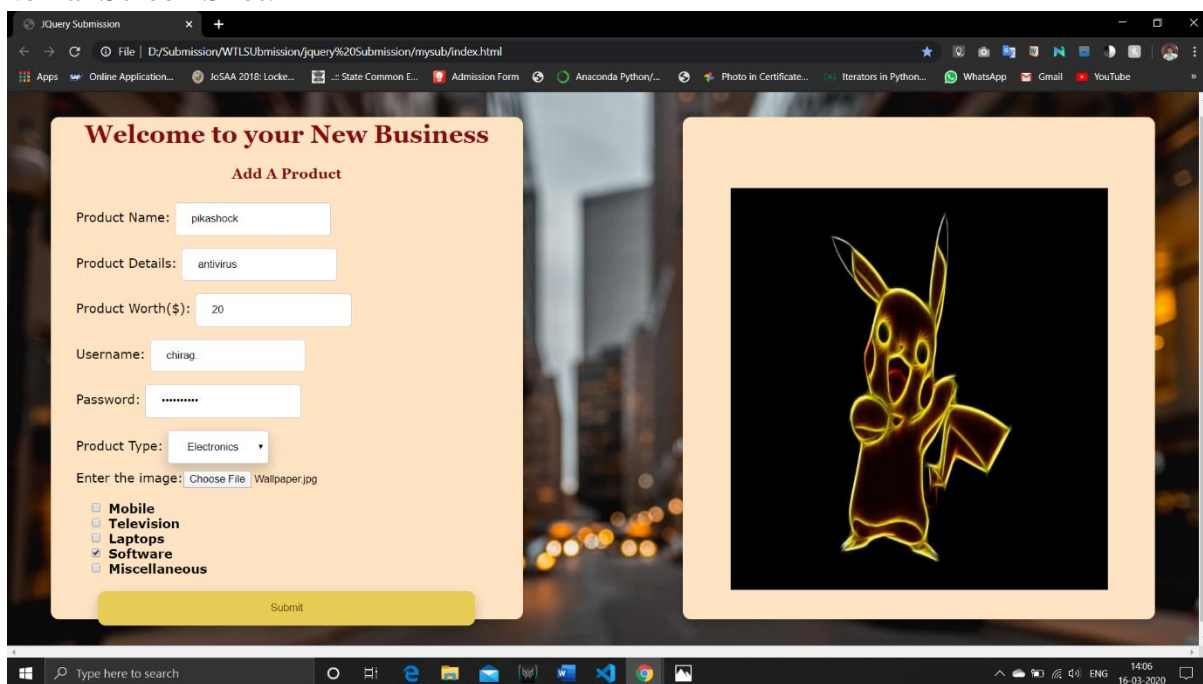 JQuery Submission
File | D:/Submission/WTLSUbmission/jquery%20Submission/mysub/index.html
Apps Online Application... JoSAA 2018: Locke... ..:: State Common E... Admission Form Anaconda Python/... Photo in Certificate... Iterators in Python... WhatsApp Gmail YouTube »
Welcome to your New Business
Add A Product
Product Name: pikashock
Product Details: antivirus
Product Worth($): 20
Username: chirag.
Password: ••••••••••
Product Type: Electronics
Enter the image: Choose File Wallpaper.jpg
Mobile
Television
Laptops
Software
Miscellaneous
Submit
Type here to search
ENG
14:06
16-03-2020